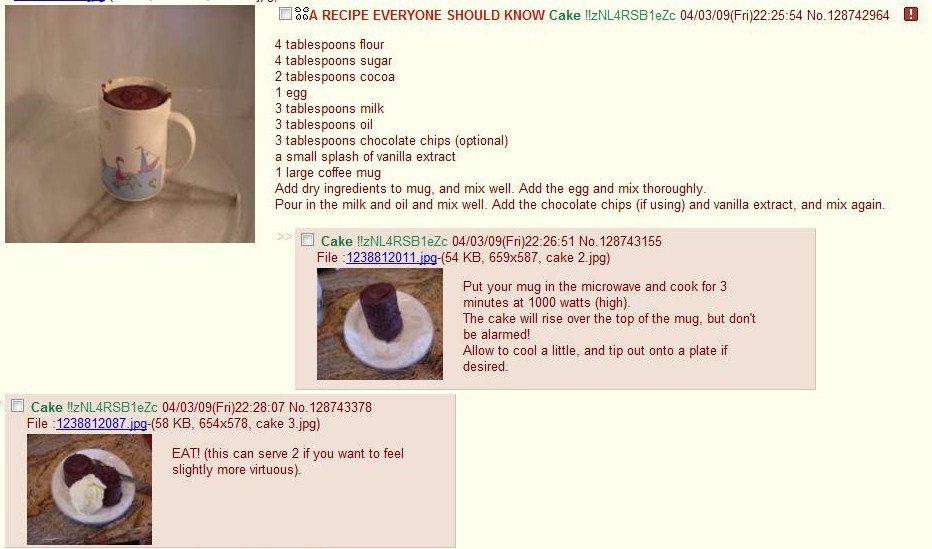 A RECIPE EVERYONE SHOULD KNOW Cake !!zNL4RSB1eZc 04/03/09(Fri)22:25:54 No.128742964
4 tablespoons flour
4 tablespoons sugar
2 tablespoons cocoa
1 egg
3 tablespoons milk
3 tablespoons oil
3 tablespoons chocolate chips (optional)
a small splash of vanilla extract
1 large coffee mug
Add dry ingredients to mug, and mix well. Add the egg and mix thoroughly.
Pour in the milk and oil and mix well. Add the chocolate chips (if using) and vanilla extract, and mix again.
>> Cake !!zNL4RSB1eZc 04/03/09(Fri)22:26:51 No.128743155
File :1238812011.jpg-(54 KB, 659x587, cake 2.jpg)
Put your mug in the microwave and cook for 3
minutes at 1000 watts (high).
The cake will rise over the top of the mug, but don't
be alarmed!
Allow to cool a little, and tip out onto a plate if
desired.
Cake !!zNL4RSB1eZc 04/03/09(Fri)22:28:07 No.128743378
File :1238812087.jpg-(58 KB, 654x578, cake 3.jpg)
EAT! (this can serve 2 if you want to feel
slightly more virtuous).